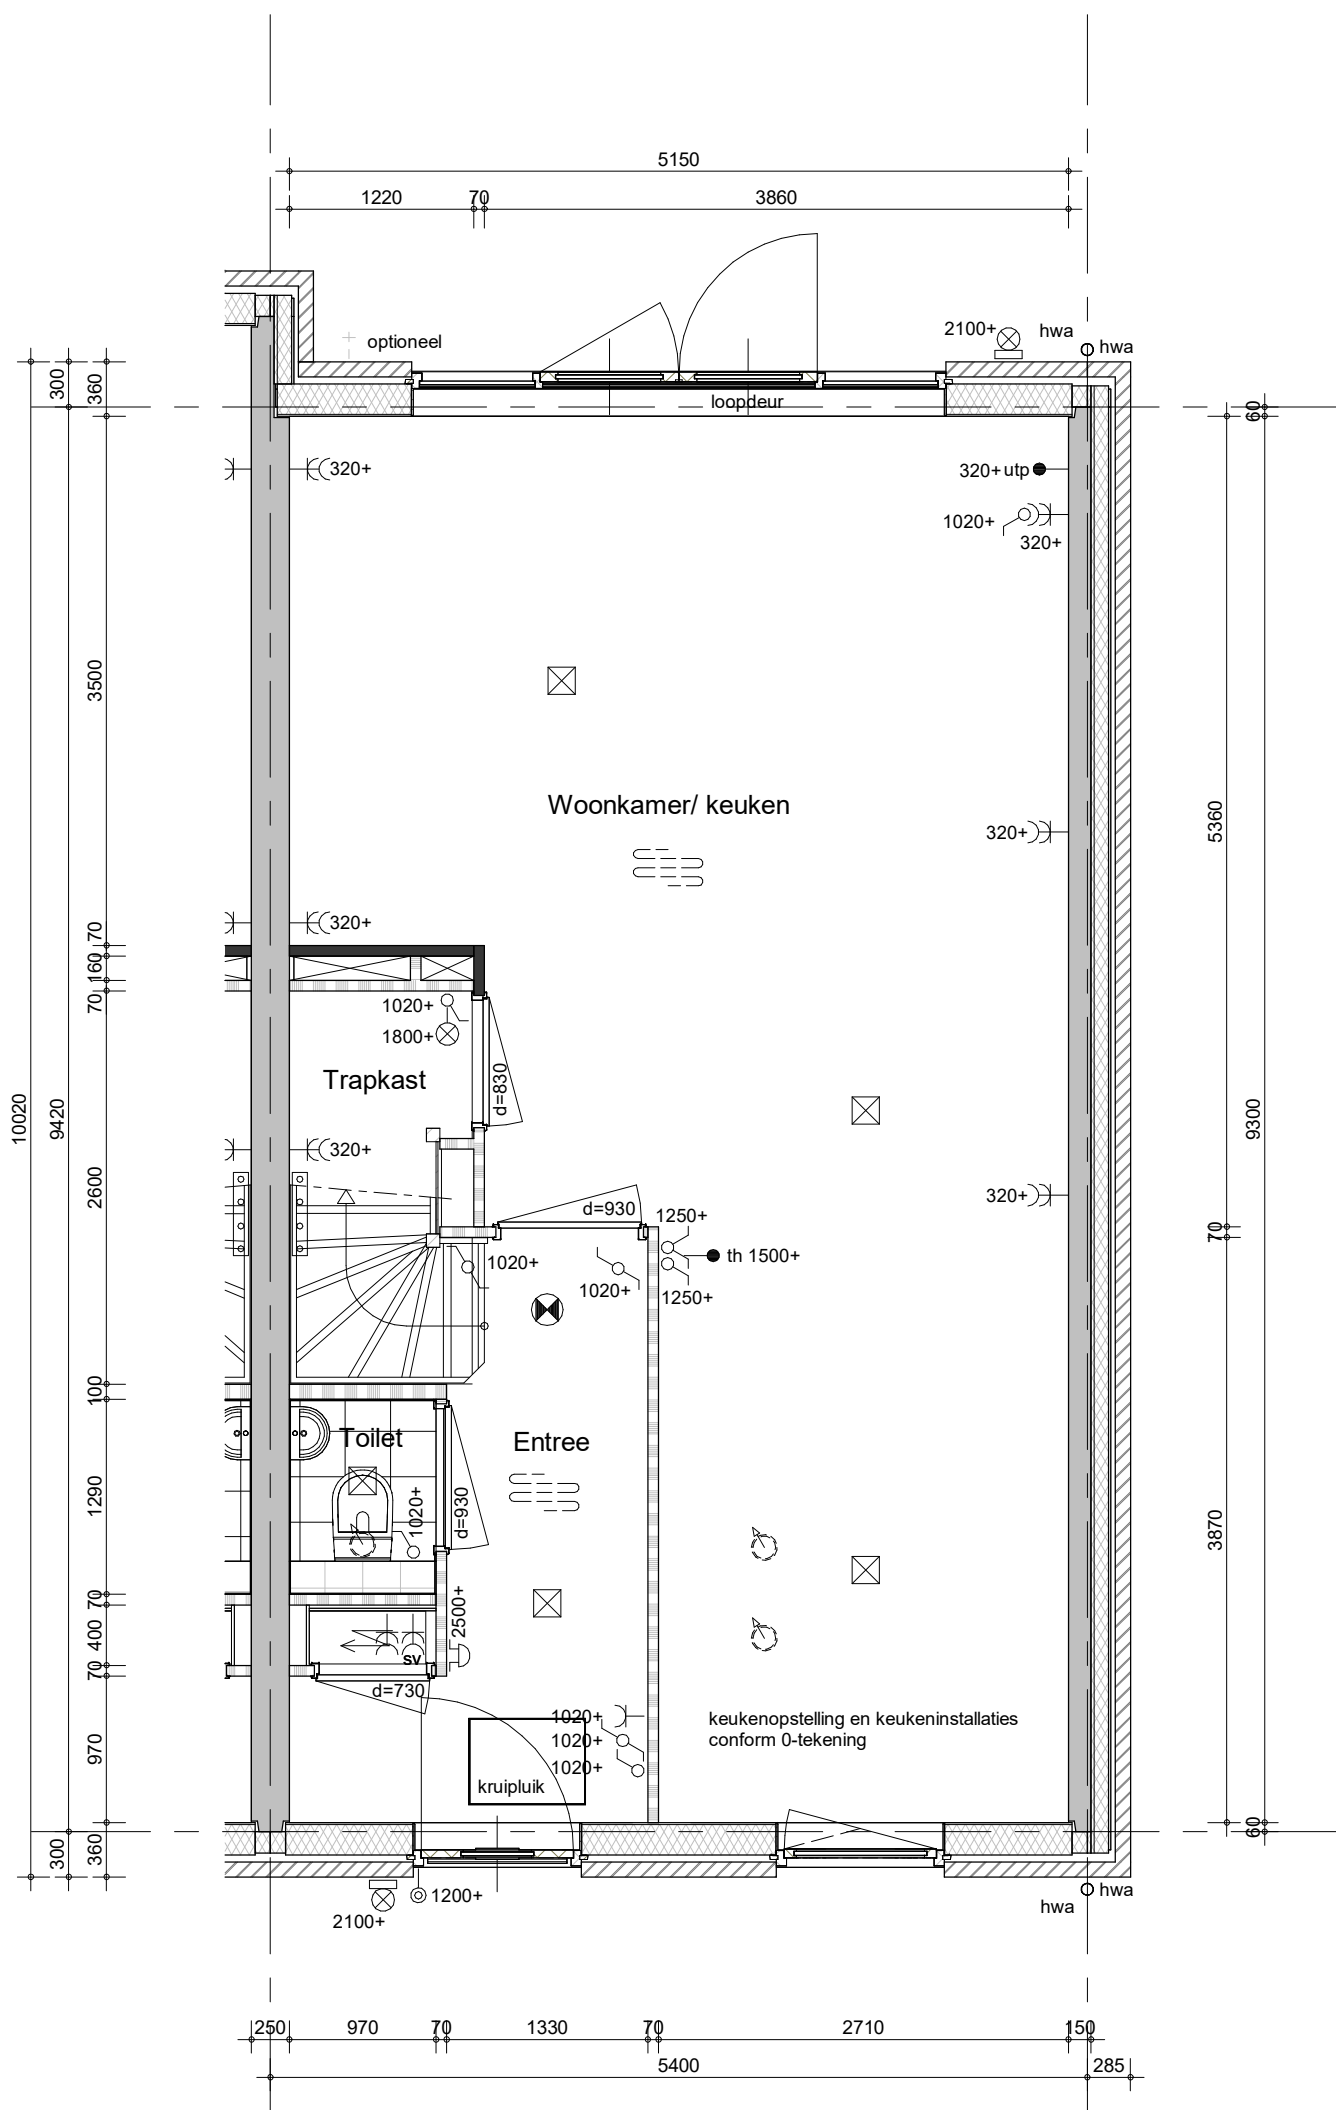 5150
1220
70
3860
optioneel
2100+
hwa
hwa
loopdeur
300
360
60
320+
320+ utp
1020+
320+
3500
Woonkamer/ keuken
320+
5360
320+
70
160
70
1020+
1800+
Trapkast
d=830
10020
9420
9300
320+
2600
320+
d=930
1250+
70
1020+
th 1500+
1020+
1250+
100
Toilet
Entree
1290
1020+
d=930
3870
70
2500+
400
sv
70
d=730
1020+
1020+
1020+
keukenopstelling en keukeninstallaties
conform 0-tekening
970
kruipluik
300
360
60
1200+
2100+
hwa
hwa
250
970
70
1330
70
2710
150
5400
285